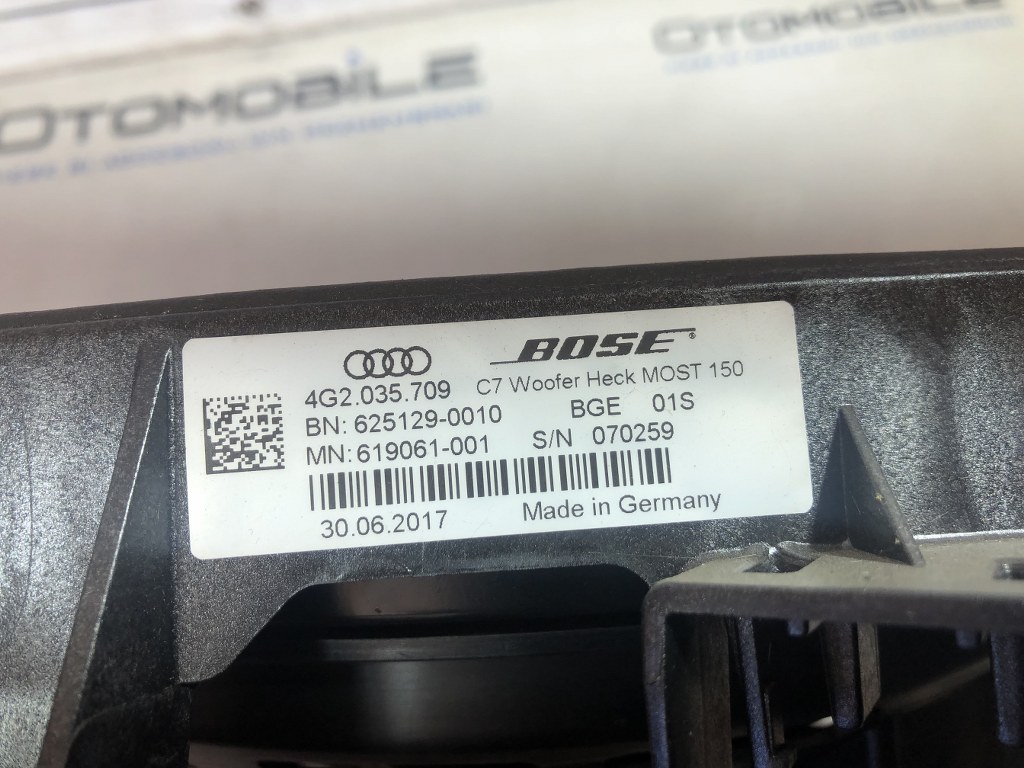 OTOMOBILE
OTOMOBILE
BOSE®
4G2.035.709 C7 Woofer Heck MOST 150
BN: 625129-0010 BGE 01S
MN: 619061-001 S/N 070259
30.06.2017 Made in Germany